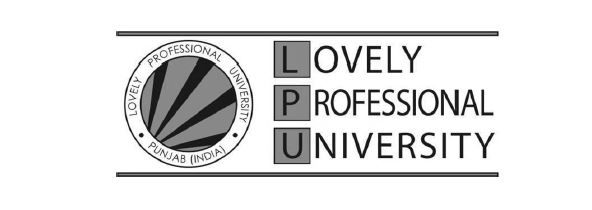 LOVELY PROFESSIONAL UNIVERSITY
• PUNJAB (INDIA) •
LOVELY
PROFESSIONAL
UNIVERSITY